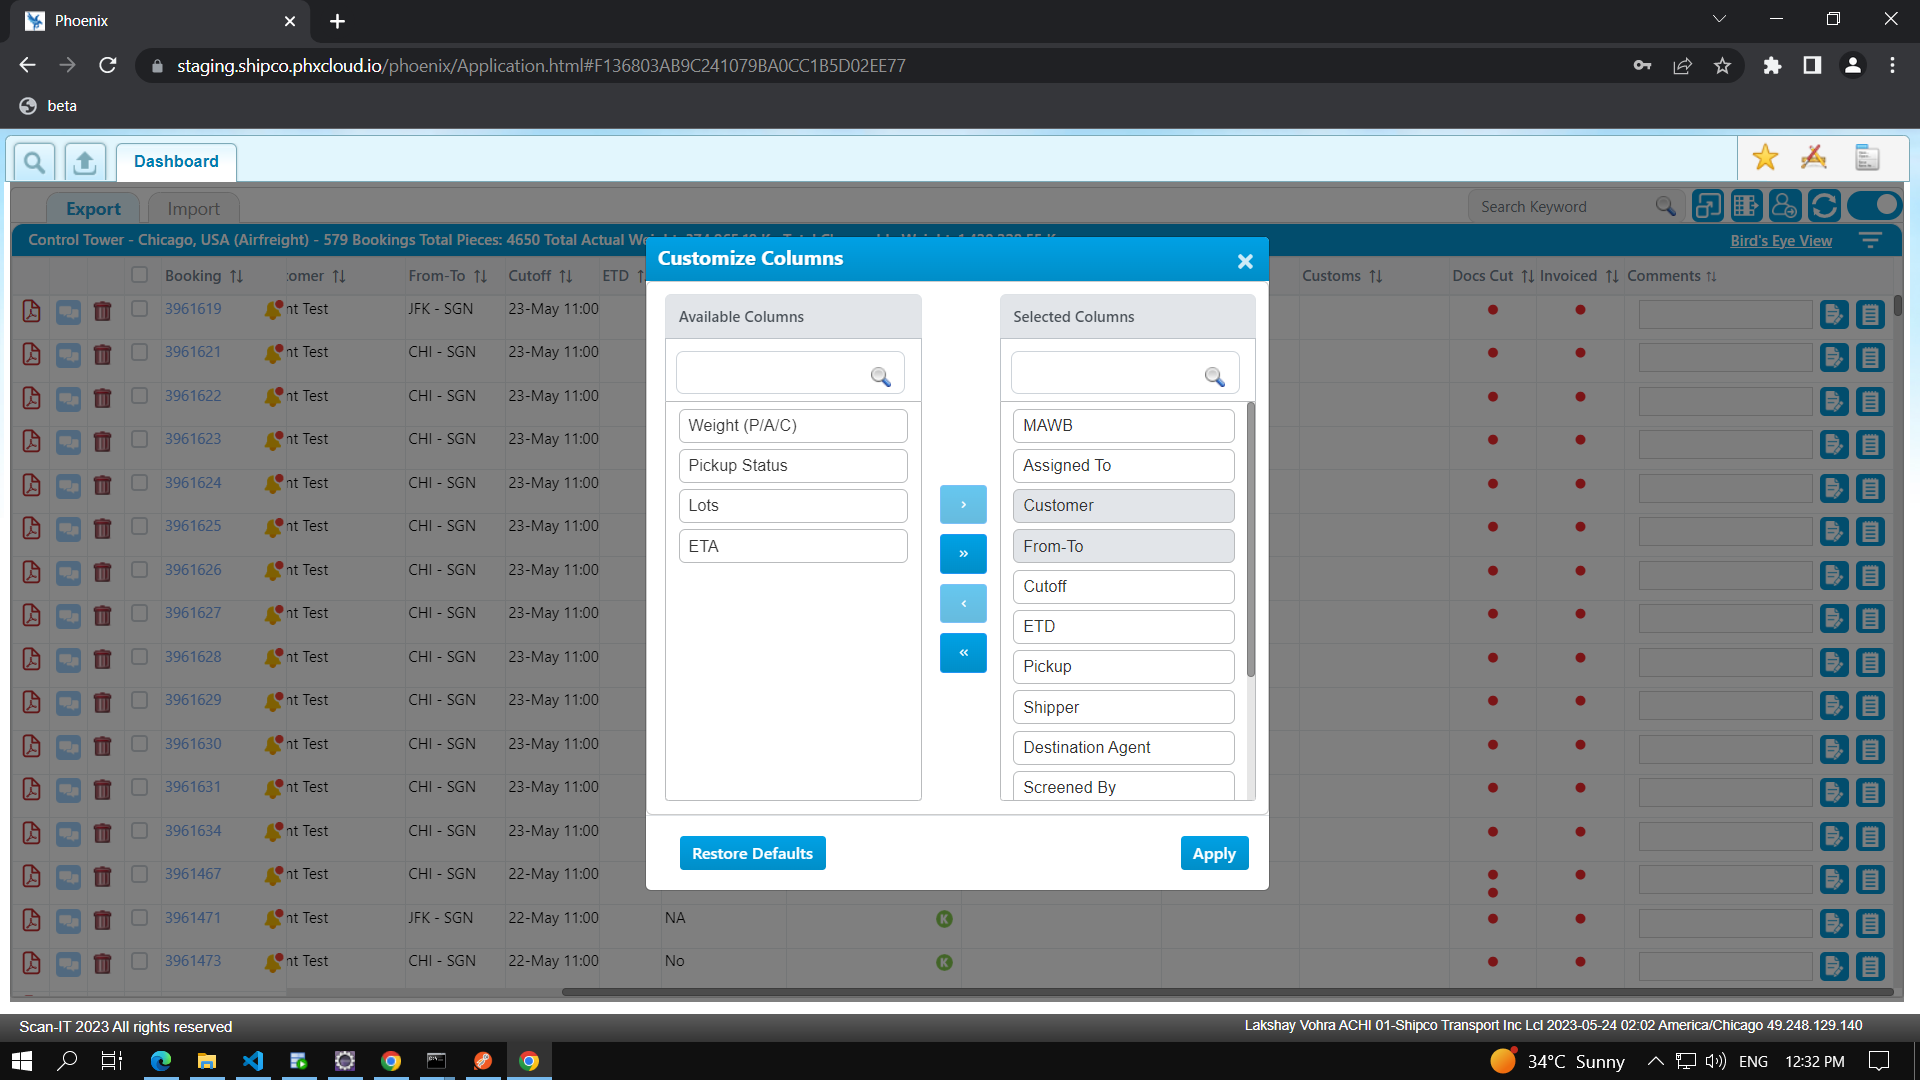 Phoenix
staging.shipco.phxcloud.io/phoenix/Application.html#F136803AB9C241079BA0CC1B5D02EE77
beta
Dashboard
Export
Import
Search Keyword
Control Tower - Chicago, USA (Airfreight) - 579 Bookings Total Pieces: 4650 Total Actual
Bird's Eye View
Booking
tomer
From-To
Cutoff
ETD
Customs
Docs Cut
Invoiced
Comments
3961619
nt Test
JFK - SGN
23-May 11:00
3961621
nt Test
CHI - SGN
23-May 11:00
3961622
nt Test
CHI - SGN
23-May 11:00
3961623
nt Test
CHI - SGN
23-May 11:00
3961624
nt Test
CHI - SGN
23-May 11:00
3961625
nt Test
CHI - SGN
23-May 11:00
3961626
nt Test
CHI - SGN
23-May 11:00
3961627
nt Test
CHI - SGN
23-May 11:00
3961628
nt Test
CHI - SGN
23-May 11:00
3961629
nt Test
CHI - SGN
23-May 11:00
3961630
nt Test
CHI - SGN
23-May 11:00
3961631
nt Test
CHI - SGN
23-May 11:00
3961634
nt Test
CHI - SGN
23-May 11:00
3961467
nt Test
CHI - SGN
22-May 11:00
3961471
nt Test
JFK - SGN
22-May 11:00
NA
K
3961473
nt Test
CHI - SGN
22-May 11:00
No
K
Customize Columns
Available Columns
Weight (P/A/C)
Pickup Status
Lots
ETA
Selected Columns
MAWB
Assigned To
Customer
From-To
Cutoff
ETD
Pickup
Shipper
Destination Agent
Screened By
Restore Defaults
Apply
Scan-IT 2023 All rights reserved
Lakshay Vohra ACHI 01-Shipco Transport Inc Lcl 2023-05-24 02:02 America/Chicago 49.248.129.140
34°C Sunny
ENG
12:32 PM